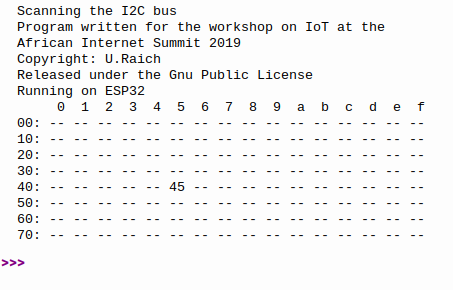 Scanning the I2C bus
Program written for the workshop on IoT at the
African Internet Summit 2019
Copyright: U.Raich
Released under the Gnu Public License
Running on ESP32
     0  1  2  3  4  5  6  7  8  9  a  b  c  d  e  f
00: -- -- -- -- -- -- -- -- -- -- -- -- -- -- -- --
10: -- -- -- -- -- -- -- -- -- -- -- -- -- -- -- --
20: -- -- -- -- -- -- -- -- -- -- -- -- -- -- -- --
30: -- -- -- -- -- -- -- -- -- -- -- -- -- -- -- --
40: -- -- -- -- -- 45 -- -- -- -- -- -- -- -- -- --
50: -- -- -- -- -- -- -- -- -- -- -- -- -- -- -- --
60: -- -- -- -- -- -- -- -- -- -- -- -- -- -- -- --
70: -- -- -- -- -- -- -- -- -- -- -- -- -- -- -- --
>>>